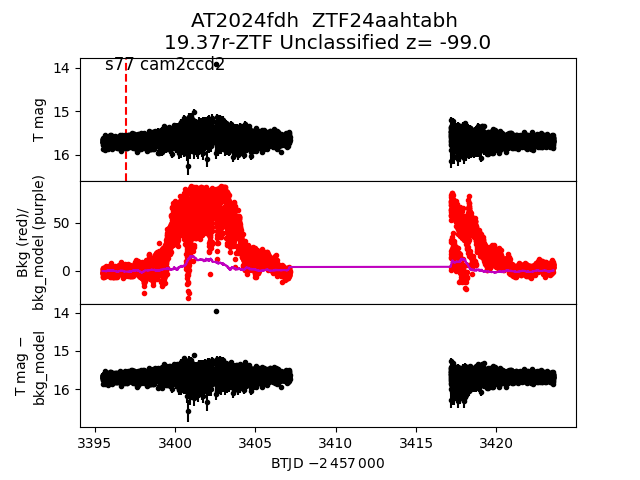 AT2024fdh  ZTF24aahtabh
19.37r-ZTF Unclassified z= -99.0
s77 cam2ccd2
14
15
16
T mag
50
0
Bkg (red)/
bkg_model (purple)
14
15
16
T mag −
bkg_model
3395 3400 3405 3410 3415 3420
BTJD −2 457 000